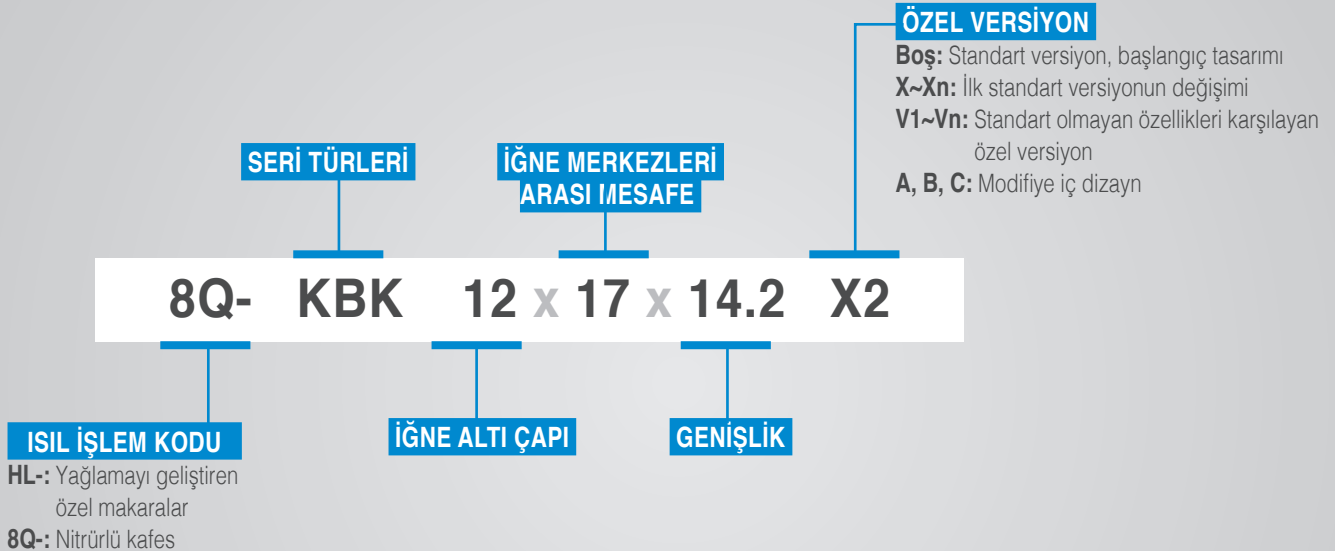 ÖZEL VERSİYON
Boş: Standart versiyon, başlangıç tasarımı
X~Xn: İlk standart versiyonun değişimi
V1~Vn: Standart olmayan özellikleri karşılayan
özel versiyon
A, B, C: Modifiye iç dizayn
SERİ TÜRLERİ
İĞNE MERKEZLERİ
ARASI MESAFE
8Q- KBK 12 x 17 x 14.2 X2
ISIL İŞLEM KODU
HL-: Yağlamayı geliştiren
özel makaralar
8Q-: Nitrürlü kafes
İĞNE ALTI ÇAPI
GENİŞLİK